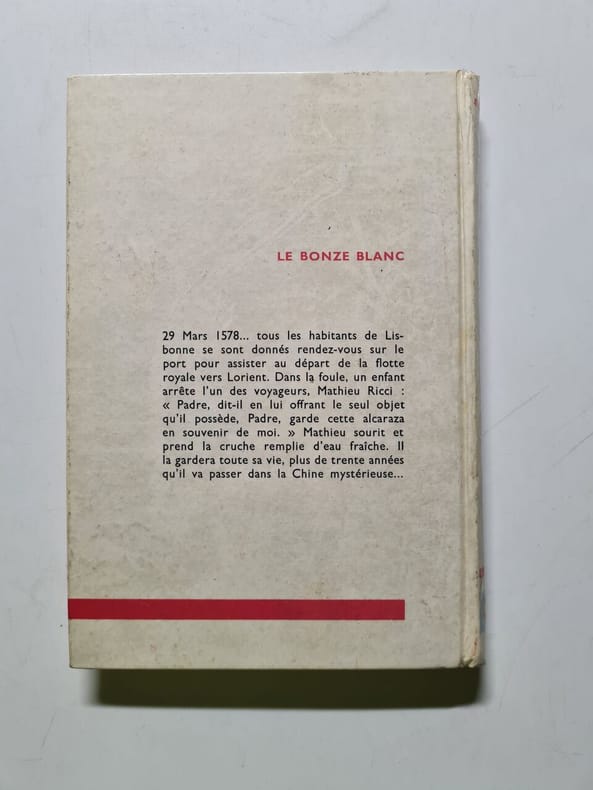 LE BONZE BLANC
29 Mars 1578... tous les habitants de Lis-
bonne se sont donnés rendez-vous sur le
port pour assister au départ de la flotte
royale vers Lorient. Dans la foule, un enfant
arrête l'un des voyageurs, Mathieu Ricci :
« Padre, dit-il en lui offrant le seul objet
qu'il possède, Padre, garde cette alcaraza
en souvenir de moi. » Mathieu sourit et
prend la cruche remplie d'eau fraîche. Il
la gardera toute sa vie, plus de trente années
qu'il va passer dans la Chine mystérieuse...